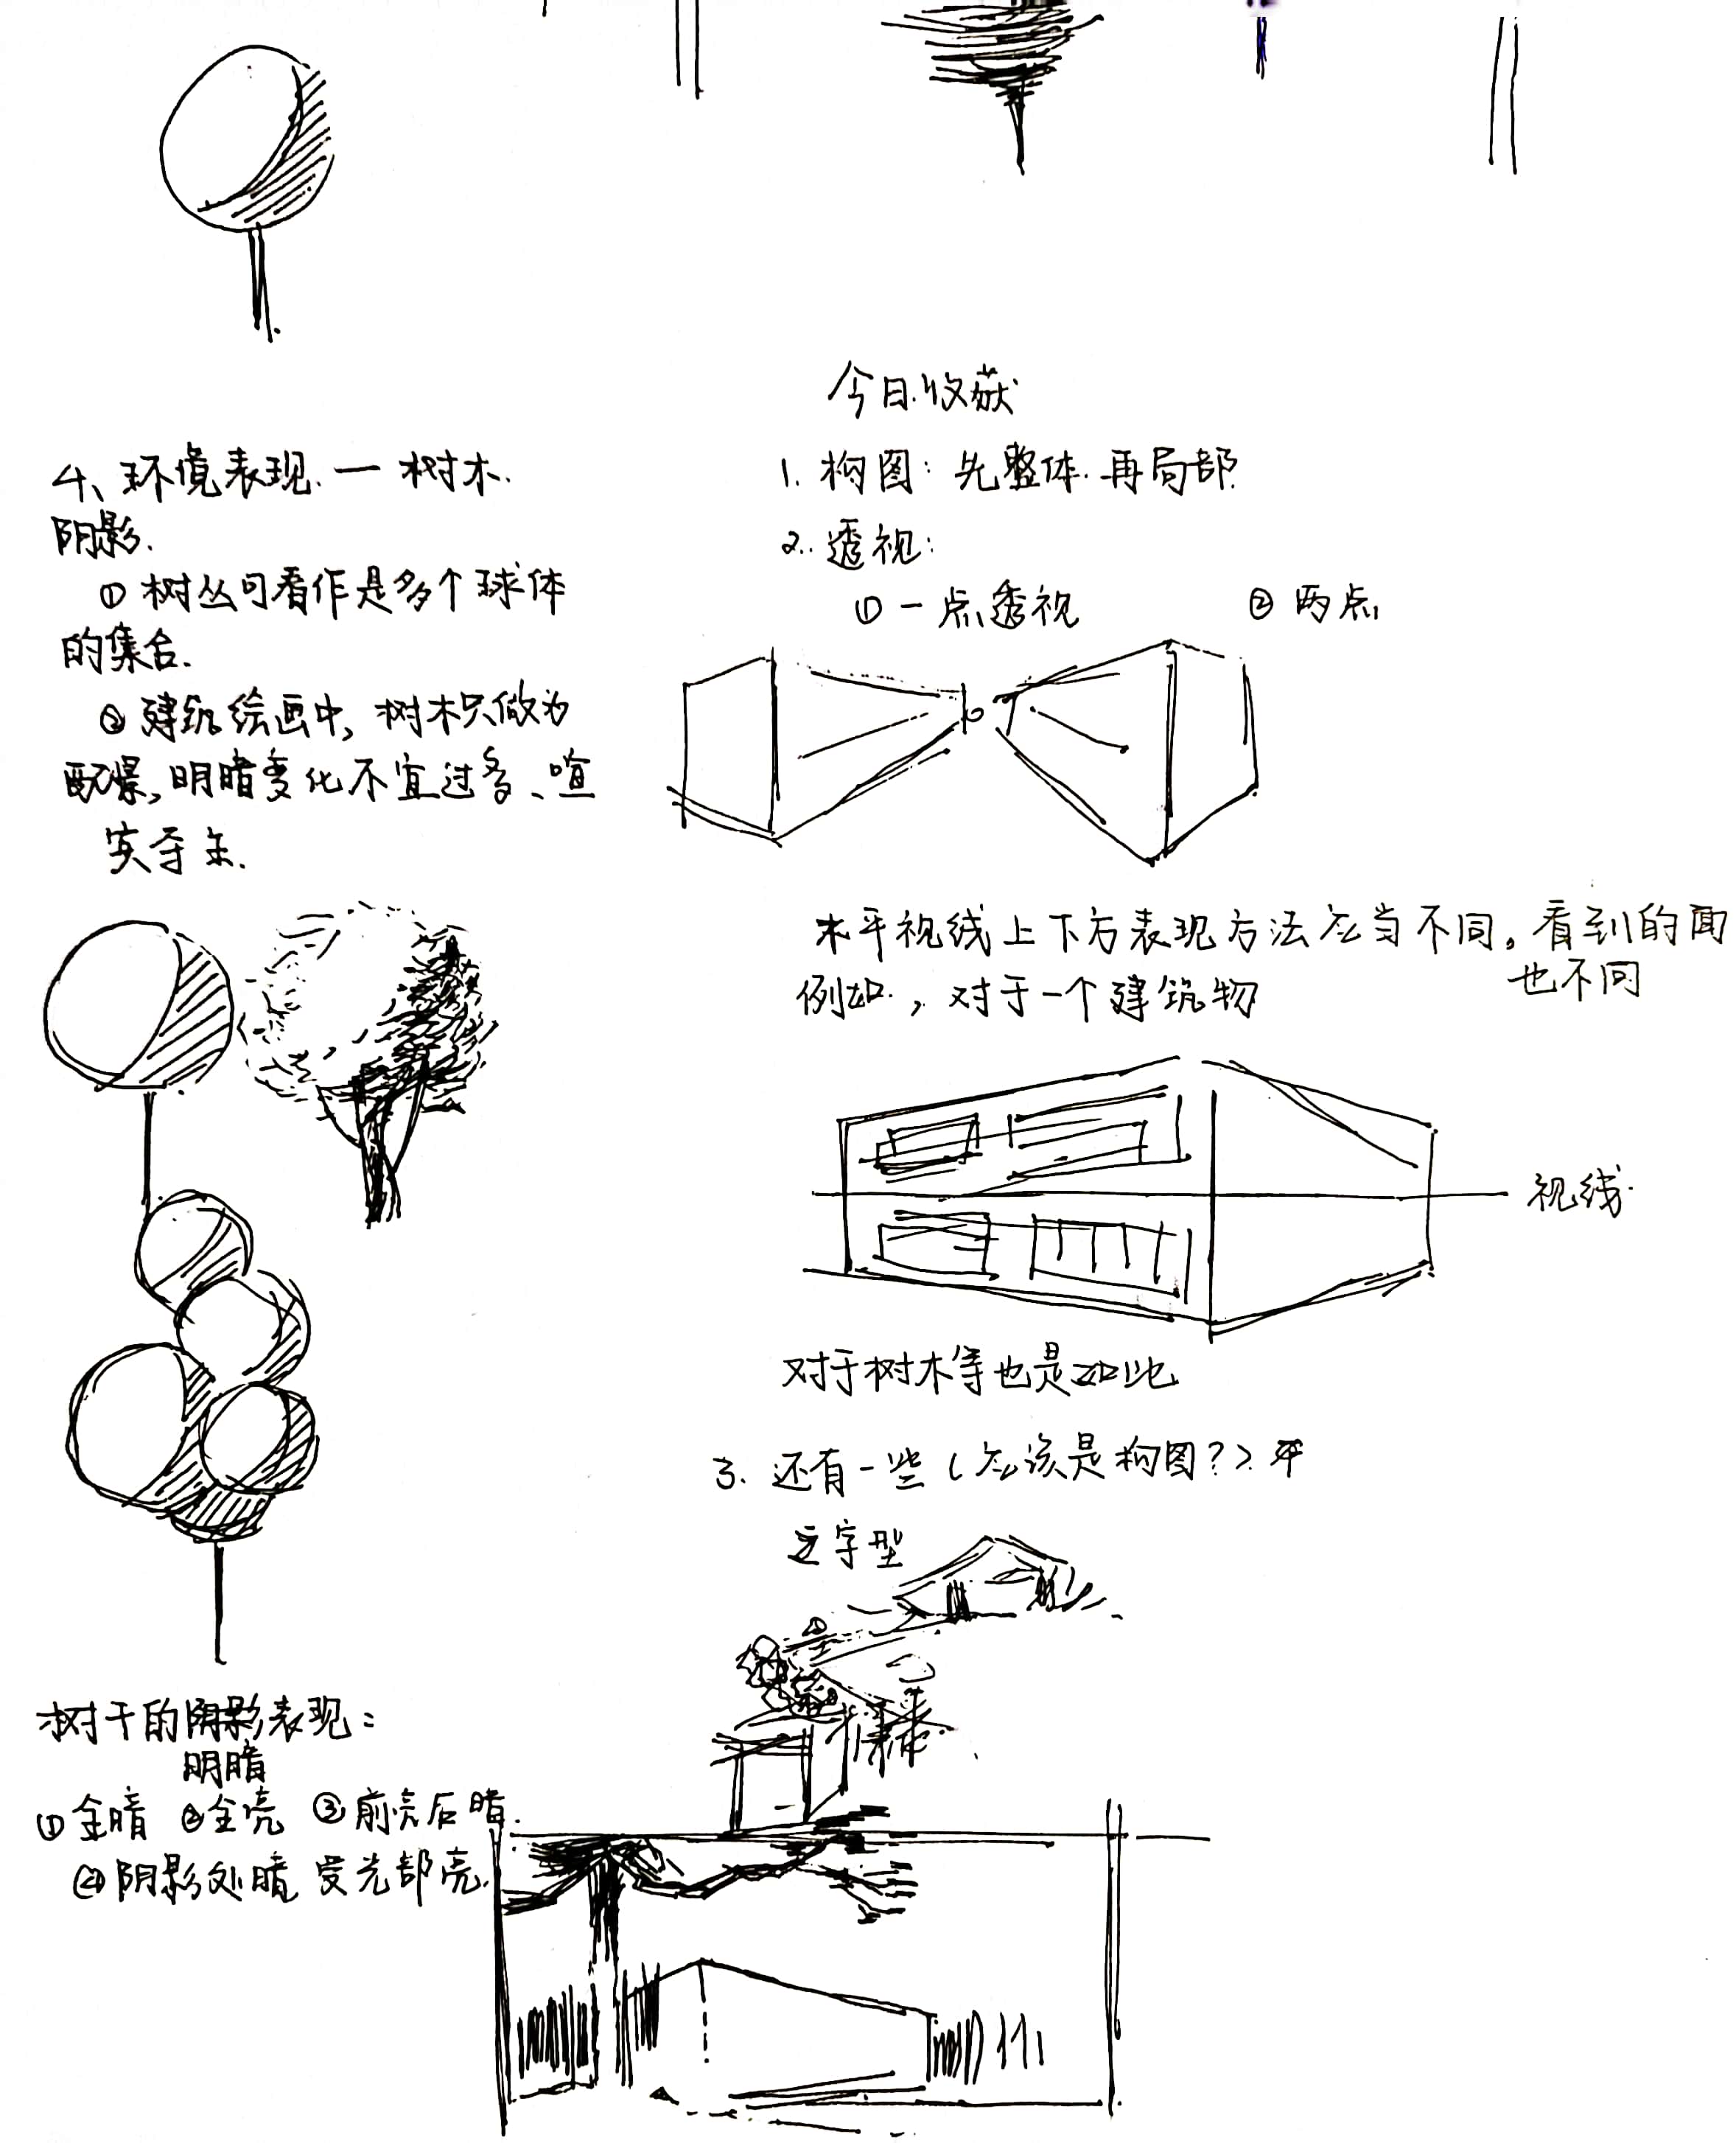 4、环境表现 — 树木
阴影.
① 树丛可看作是多个球体
的集合.
② 建筑绘画中, 树木只做为
配景, 明暗变化不宜过多、喧
宾夺主.
树干的阴影表现:
明暗
① 全暗 ② 全亮 ③ 前亮后暗.
④ 阴影处暗 受光部亮.
今日收获
1. 构图: 先整体. 再局部.
2. 透视:
① 一点透视 ② 两点
水平视线上下方表现方法应当不同。看到的面
也不同
例如, 对于一个建筑物
视线.
对于树木等也是如此
3. 还有一些 (应该是构图?)
之字型